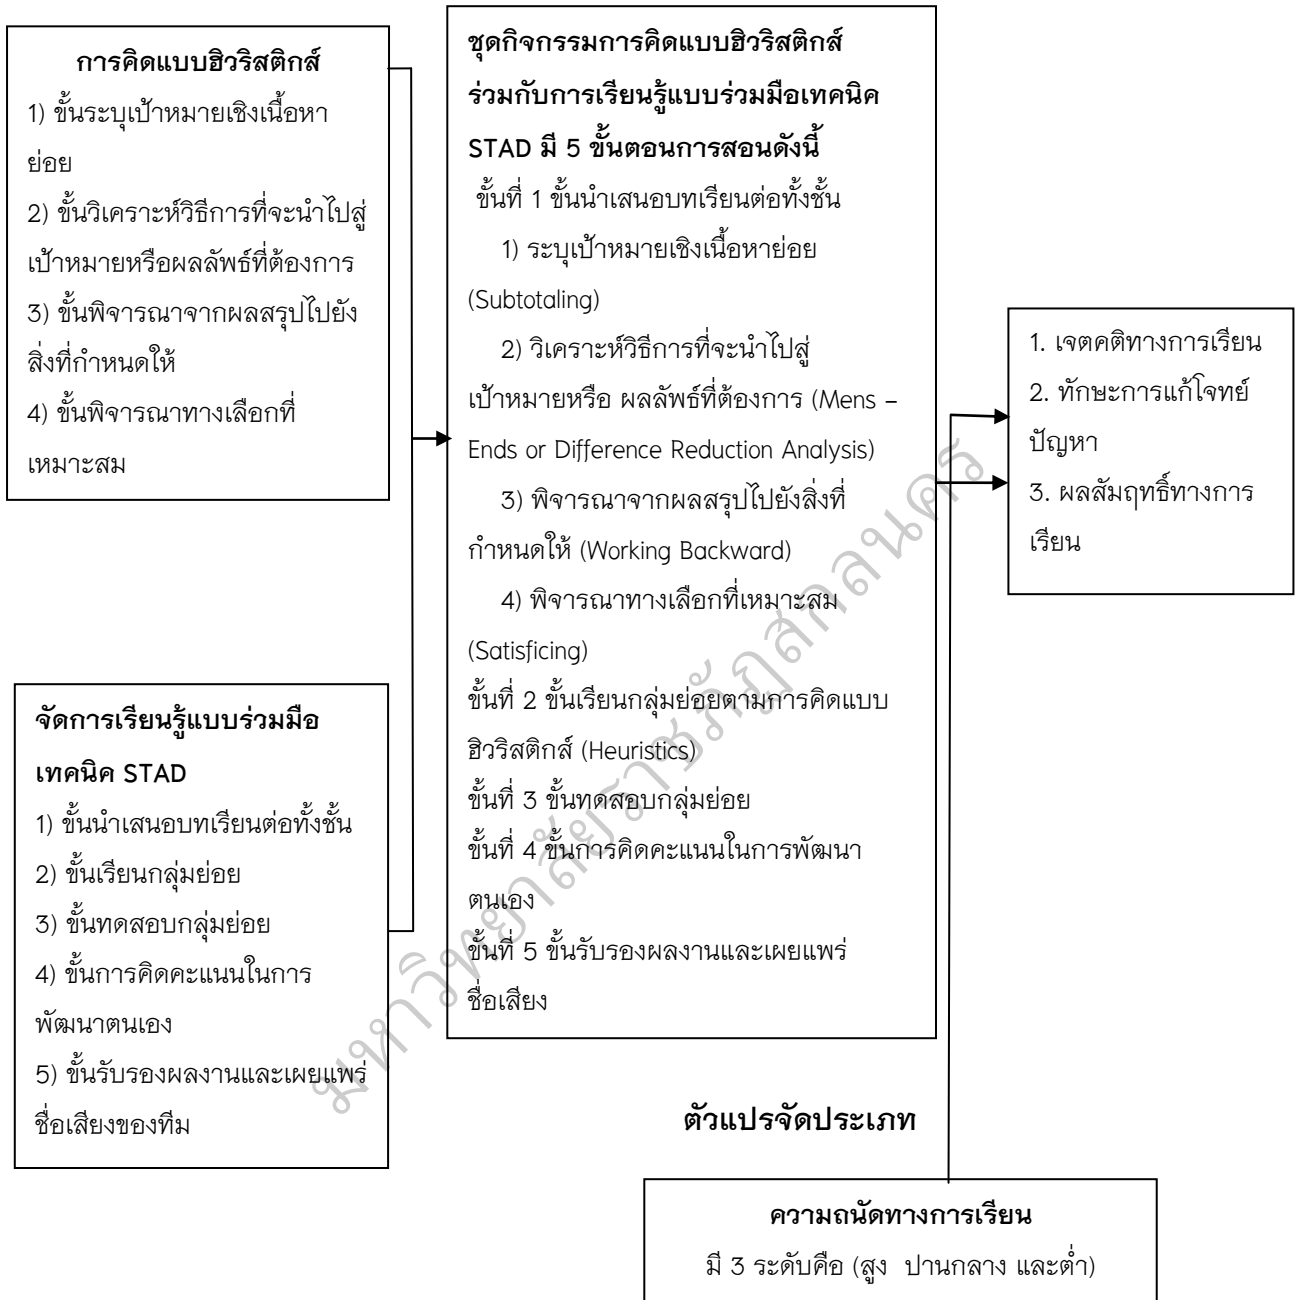 การคิดแบบฮิวริสติกส์
1) ขั้นระบุเป้าหมายเชิงเนื้อหา
ย่อย
2) ขั้นวิเคราะห์วิธีการที่จะนำไปสู่
เป้าหมายหรือผลลัพธ์ที่ต้องการ
3) ขั้นพิจารณาจากผลสรุปไปยัง
สิ่งที่กำหนดให้
4) ขั้นพิจารณาทางเลือกที่
เหมาะสม
จัดการเรียนรู้แบบร่วมมือ
เทคนิค STAD
1) ขั้นนำเสนอบทเรียนต่อทั้งชั้น
2) ขั้นเรียนกลุ่มย่อย
3) ขั้นทดสอบกลุ่มย่อย
4) ขั้นการคิดคะแนนในการ
พัฒนาตนเอง
5) ขั้นรับรองผลงานและเผยแพร่
ชื่อเสียงของทีม
ชุดกิจกรรมการคิดแบบฮิวริสติกส์
ร่วมกับการเรียนรู้แบบร่วมมือเทคนิค
STAD มี 5 ขั้นตอนการสอนดังนี้
ขั้นที่ 1 ขั้นนำเสนอบทเรียนต่อทั้งชั้น
1) ระบุเป้าหมายเชิงเนื้อหาย่อย
(Subtotaling)
2) วิเคราะห์วิธีการที่จะนำไปสู่
เป้าหมายหรือ ผลลัพธ์ที่ต้องการ (Mens –
Ends or Difference Reduction Analysis)
3) พิจารณาจากผลสรุปไปยังสิ่งที่
กำหนดให้ (Working Backward)
4) พิจารณาทางเลือกที่เหมาะสม
(Satisficing)
ขั้นที่ 2 ขั้นเรียนกลุ่มย่อยตามการคิดแบบ
ฮิวริสติกส์ (Heuristics)
ขั้นที่ 3 ขั้นทดสอบกลุ่มย่อย
ขั้นที่ 4 ขั้นการคิดคะแนนในการพัฒนา
ตนเอง
ขั้นที่ 5 ขั้นรับรองผลงานและเผยแพร่
ชื่อเสียง
1. เจตคติทางการเรียน
2. ทักษะการแก้โจทย์
ปัญหา
3. ผลสัมฤทธิ์ทางการ
เรียน
ตัวแปรจัดประเภท
ความถนัดทางการเรียน
มี 3 ระดับคือ (สูง ปานกลาง และต่ำ)
มหาวิทยาลัยราชภัฏสกลนคร